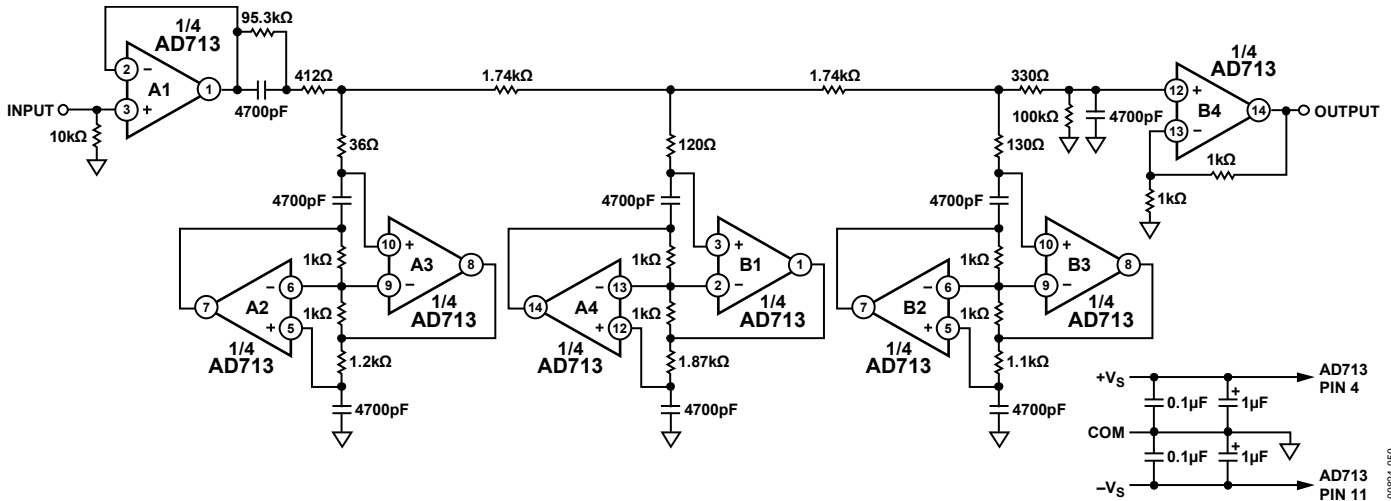 95.3kΩ
1/4
AD713
2
−
A1
1
3
+
INPUT
10kΩ
4700pF
412Ω
1.74kΩ
1.74kΩ
330Ω
100kΩ
4700pF
1/4
AD713
12
+
B4
14
OUTPUT
13
−
1kΩ
1kΩ
36Ω
4700pF
10
+
A3
8
1kΩ
9
−
1/4
AD713
−
6
A2
7
+
5
1kΩ
1/4
AD713
1.2kΩ
4700pF
120Ω
4700pF
3
+
B1
1
1kΩ
2
−
1/4
AD713
−
13
A4
14
+
12
1kΩ
1/4
AD713
1.87kΩ
4700pF
130Ω
4700pF
10
+
B3
8
1kΩ
9
−
1/4
AD713
−
6
B2
7
+
5
1kΩ
1/4
AD713
1.1kΩ
4700pF
+VS
AD713
PIN 4
0.1µF
+
1µF
COM
0.1µF
+
1µF
−VS
AD713
PIN 11